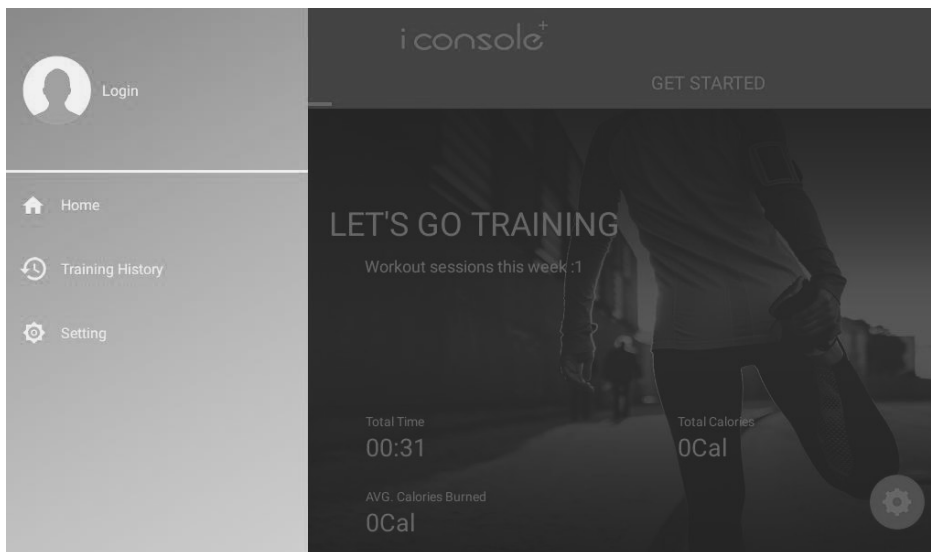 Login
Home
Training History
Setting
i console+
GET STARTED
LET'S GO TRAINING
Workout sessions this week :1
Total Time
00:31
Total Calories
0Cal
AVG. Calories Burned
0Cal